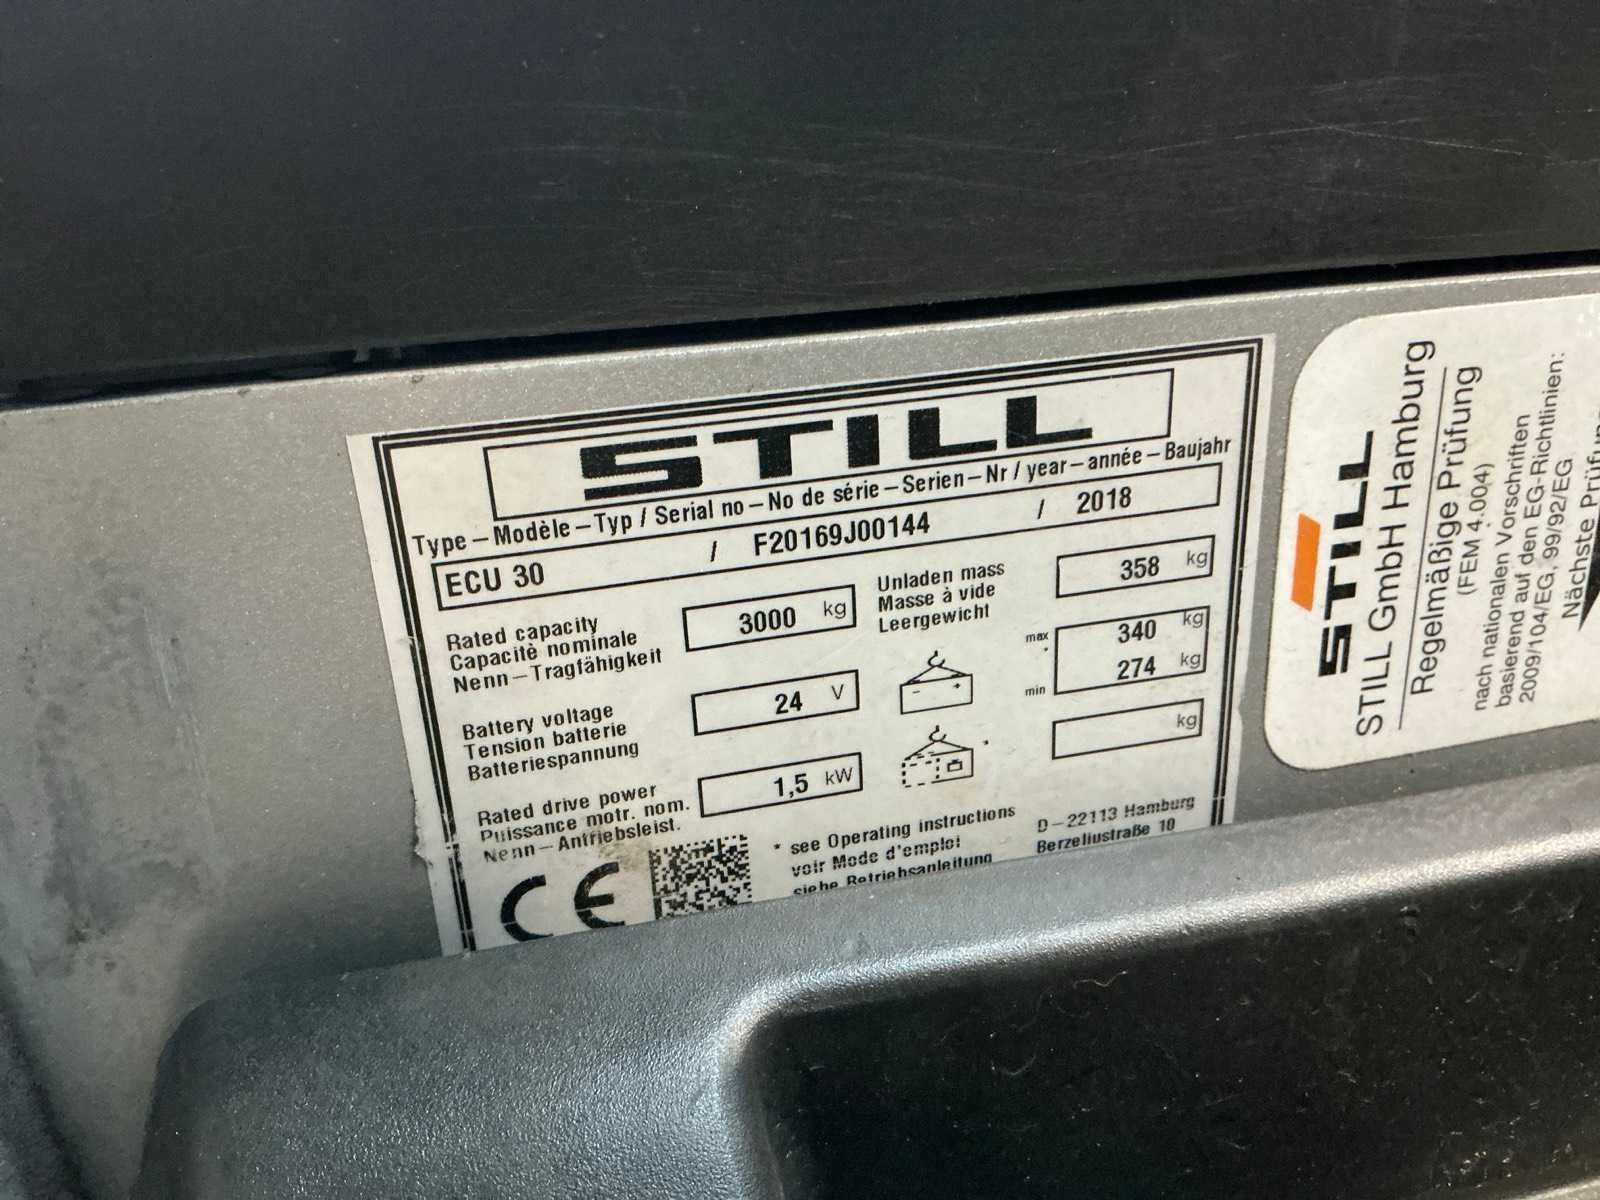 STILL
Type – Modèle – Typ / Serial no – No de série – Serien – Nr / year – année – Baujahr
ECU 30 / F20169J00144 / 2018
Rated capacity
Capacitè nominale
Nenn – Tragfähigkeit
3000 kg
Unladen mass
Masse à vide
Leergewicht
358 kg
Battery voltage
Tension batterie
Batteriespannung
24 V
- +
max
min
340 kg
274 kg
Rated drive power
Puissance motr. nom.
Nenn – Antriebsleist.
1,5 kW
*
kg
CE
* see Operating instructions
voir Mode d'emploi
siehe Betriebsanleitung
D – 22113 Hamburg
Berzeliustraße 10
STILL
STILL GmbH Hamburg
Regelmäßige Prüfung
(FEM 4.004)
nach nationalen Vorschriften
basierend auf den EG-Richtlinien:
2009/104/EG, 99/92/EG
Nächste Prüfung